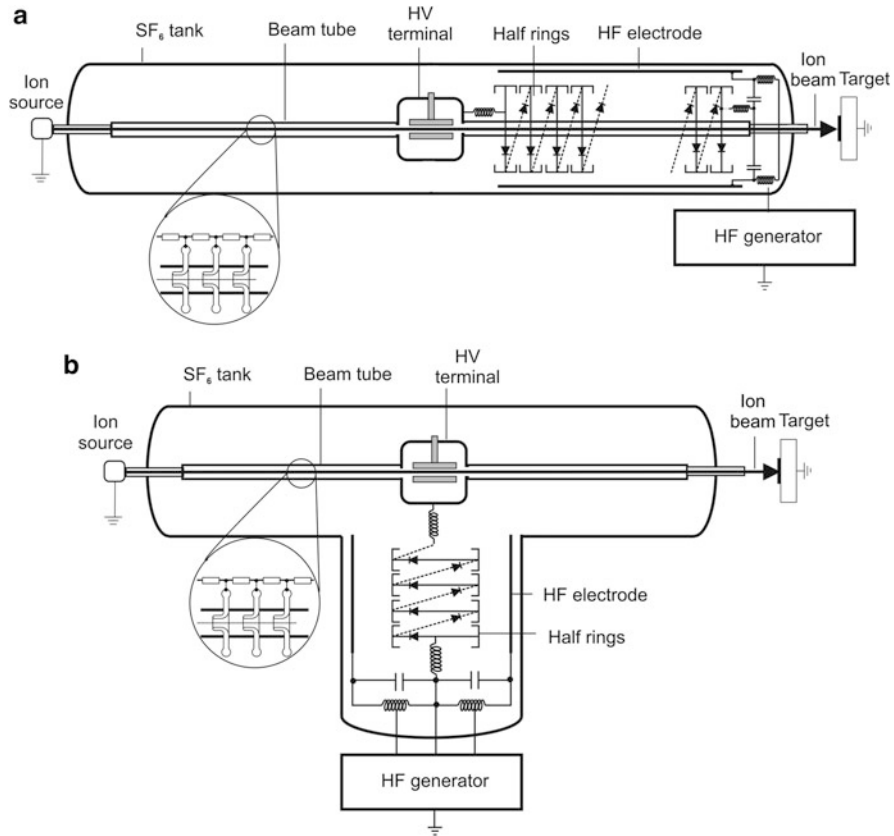 a
SF₆ tank
Beam tube
HV
terminal
Half rings
HF electrode
Ion
beam Target
Ion
source
HF generator
b
SF₆ tank
Beam tube
HV
terminal
Ion
beam Target
Ion
source
HF electrode
Half rings
HF generator